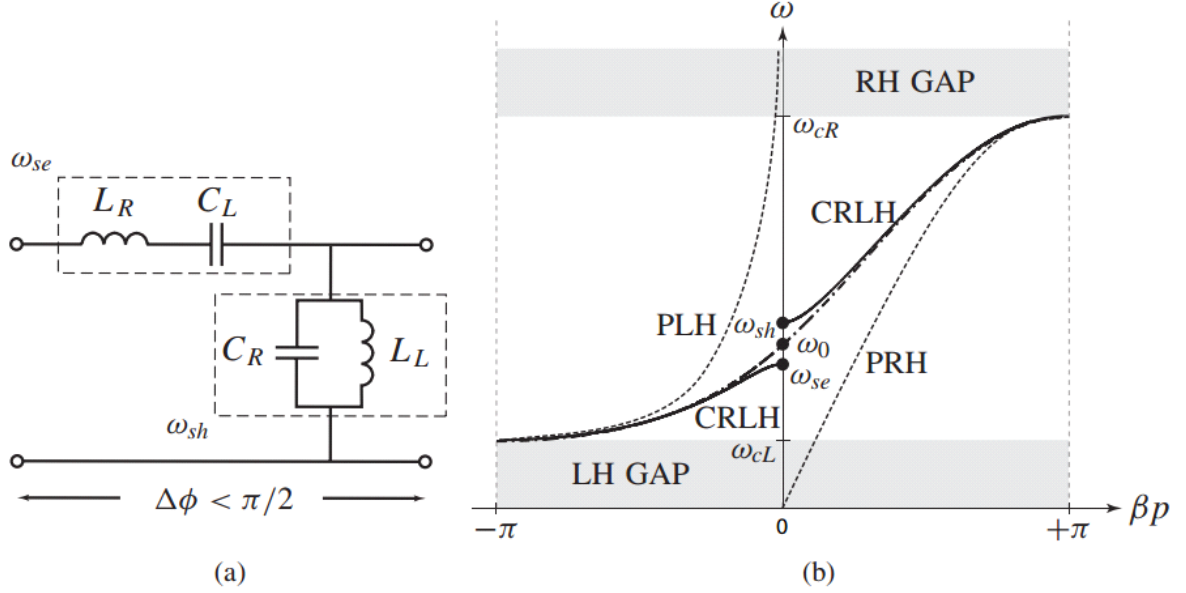 ω_se
L_R C_L
C_R L_L
ω_sh
Δϕ < π/2
(a)
ω
RH GAP
ω_cR
CRLH
PLH
ω_sh
ω_0
ω_se
PRH
CRLH
ω_cL
LH GAP
−π
0
+π
βp
(b)